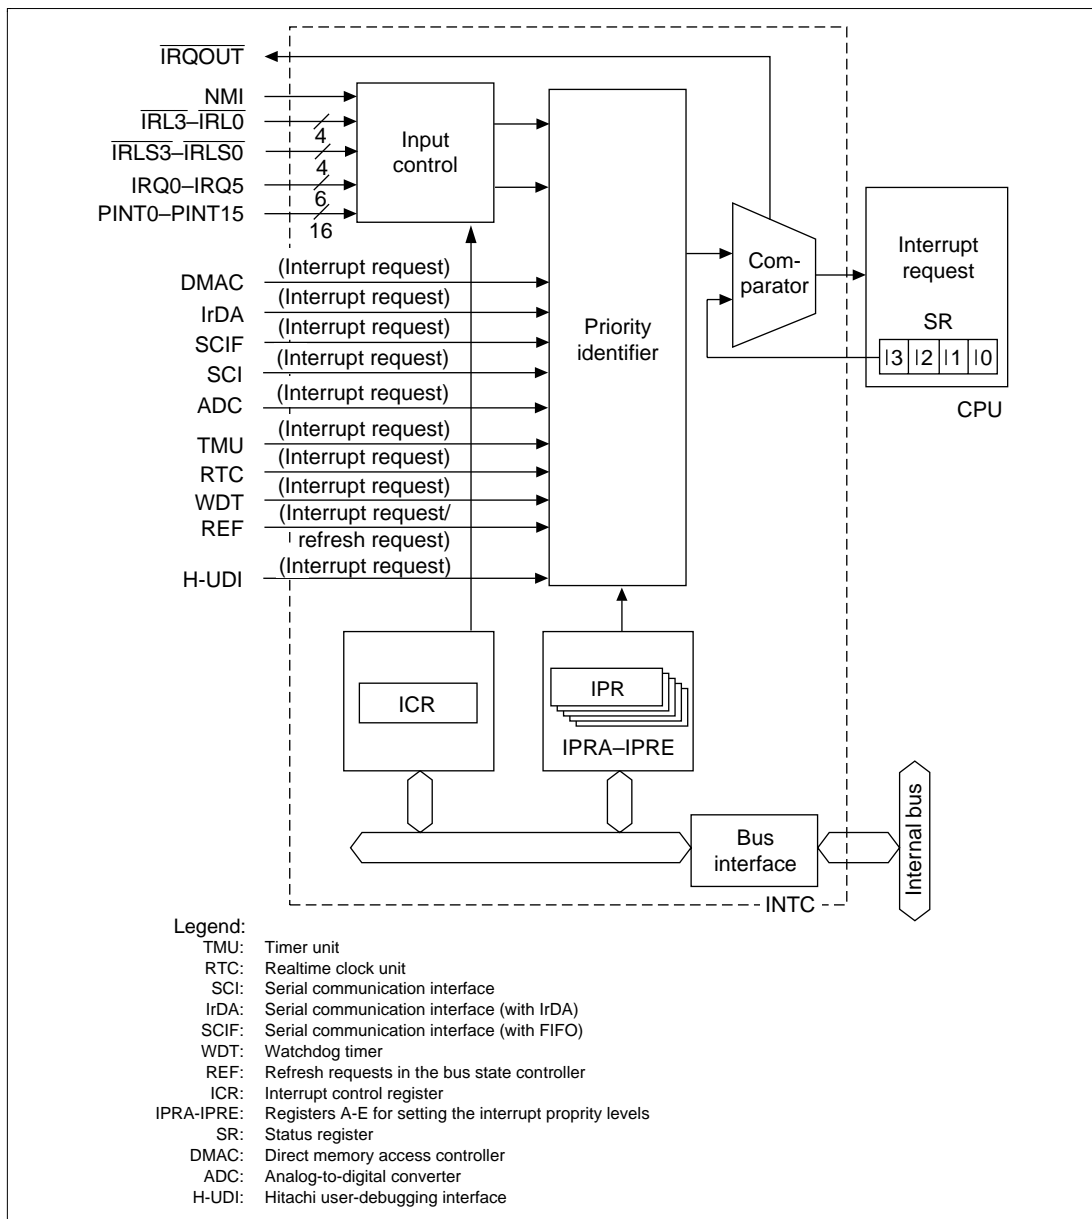 IRQOUT
NMI
IRL3–IRL0
4
IRLS3–IRLS0
4
IRQ0–IRQ5
6
PINT0–PINT15
16
Input
control
DMAC
(Interrupt request)
IrDA
(Interrupt request)
SCIF
(Interrupt request)
SCI
(Interrupt request)
ADC
(Interrupt request)
TMU
(Interrupt request)
RTC
(Interrupt request)
WDT
(Interrupt request)
REF
(Interrupt request/
refresh request)
H-UDI
(Interrupt request)
Priority
identifier
Com-
parator
Interrupt
request
SR
I3 I2 I1 I0
CPU
ICR
IPR
IPRA–IPRE
Bus
interface
INTC
Internal bus
Legend:
TMU: Timer unit
RTC: Realtime clock unit
SCI: Serial communication interface
IrDA: Serial communication interface (with IrDA)
SCIF: Serial communication interface (with FIFO)
WDT: Watchdog timer
REF: Refresh requests in the bus state controller
ICR: Interrupt control register
IPRA-IPRE: Registers A-E for setting the interrupt proprity levels
SR: Status register
DMAC: Direct memory access controller
ADC: Analog-to-digital converter
H-UDI: Hitachi user-debugging interface